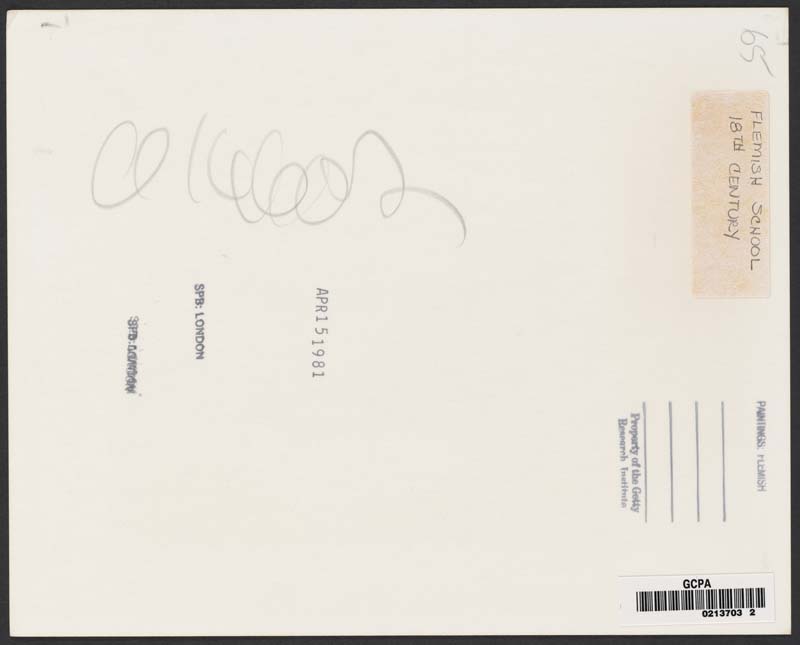 65
FLEMISH SCHOOL
18TH CENTURY
APR 15 1981
SPB: LONDON
SPB: LONDON
PAINTINGS: FLEMISH
Property of the Getty
Research Institute
GCPA
0213703 2